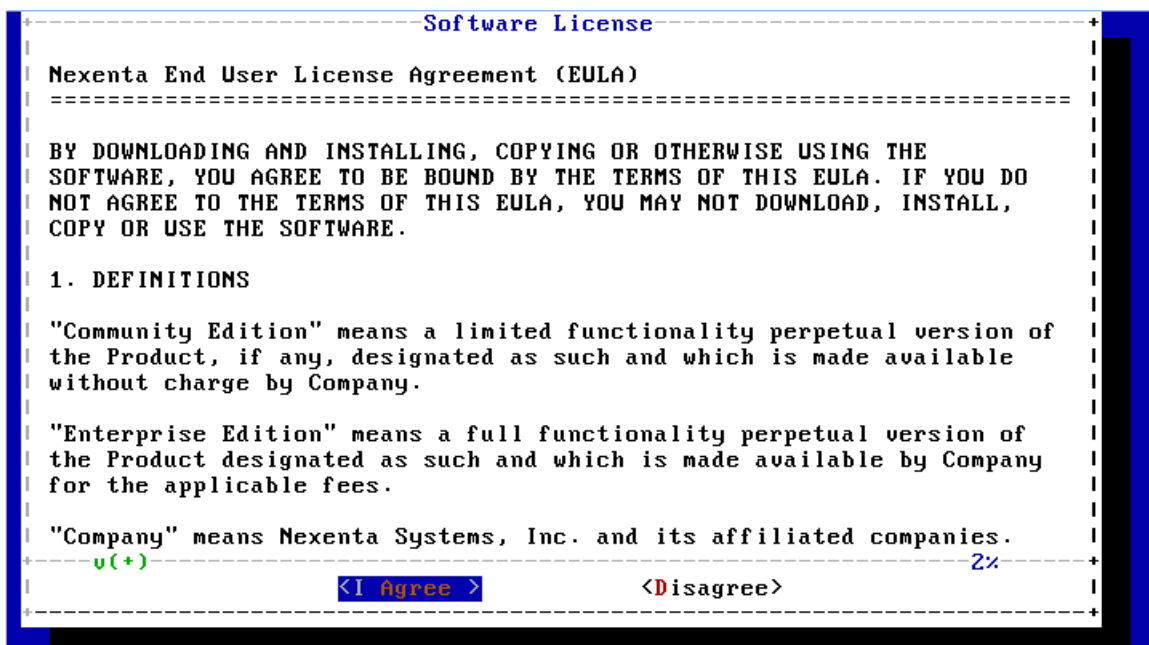 Software License
Nexenta End User License Agreement (EULA)
=======================================================================
BY DOWNLOADING AND INSTALLING, COPYING OR OTHERWISE USING THE
SOFTWARE, YOU AGREE TO BE BOUND BY THE TERMS OF THIS EULA. IF YOU DO
NOT AGREE TO THE TERMS OF THIS EULA, YOU MAY NOT DOWNLOAD, INSTALL,
COPY OR USE THE SOFTWARE.
1. DEFINITIONS
"Community Edition" means a limited functionality perpetual version of
the Product, if any, designated as such and which is made available
without charge by Company.
"Enterprise Edition" means a full functionality perpetual version of
the Product designated as such and which is made available by Company
for the applicable fees.
"Company" means Nexenta Systems, Inc. and its affiliated companies.
v(+) 2%
<I Agree > <Disagree>